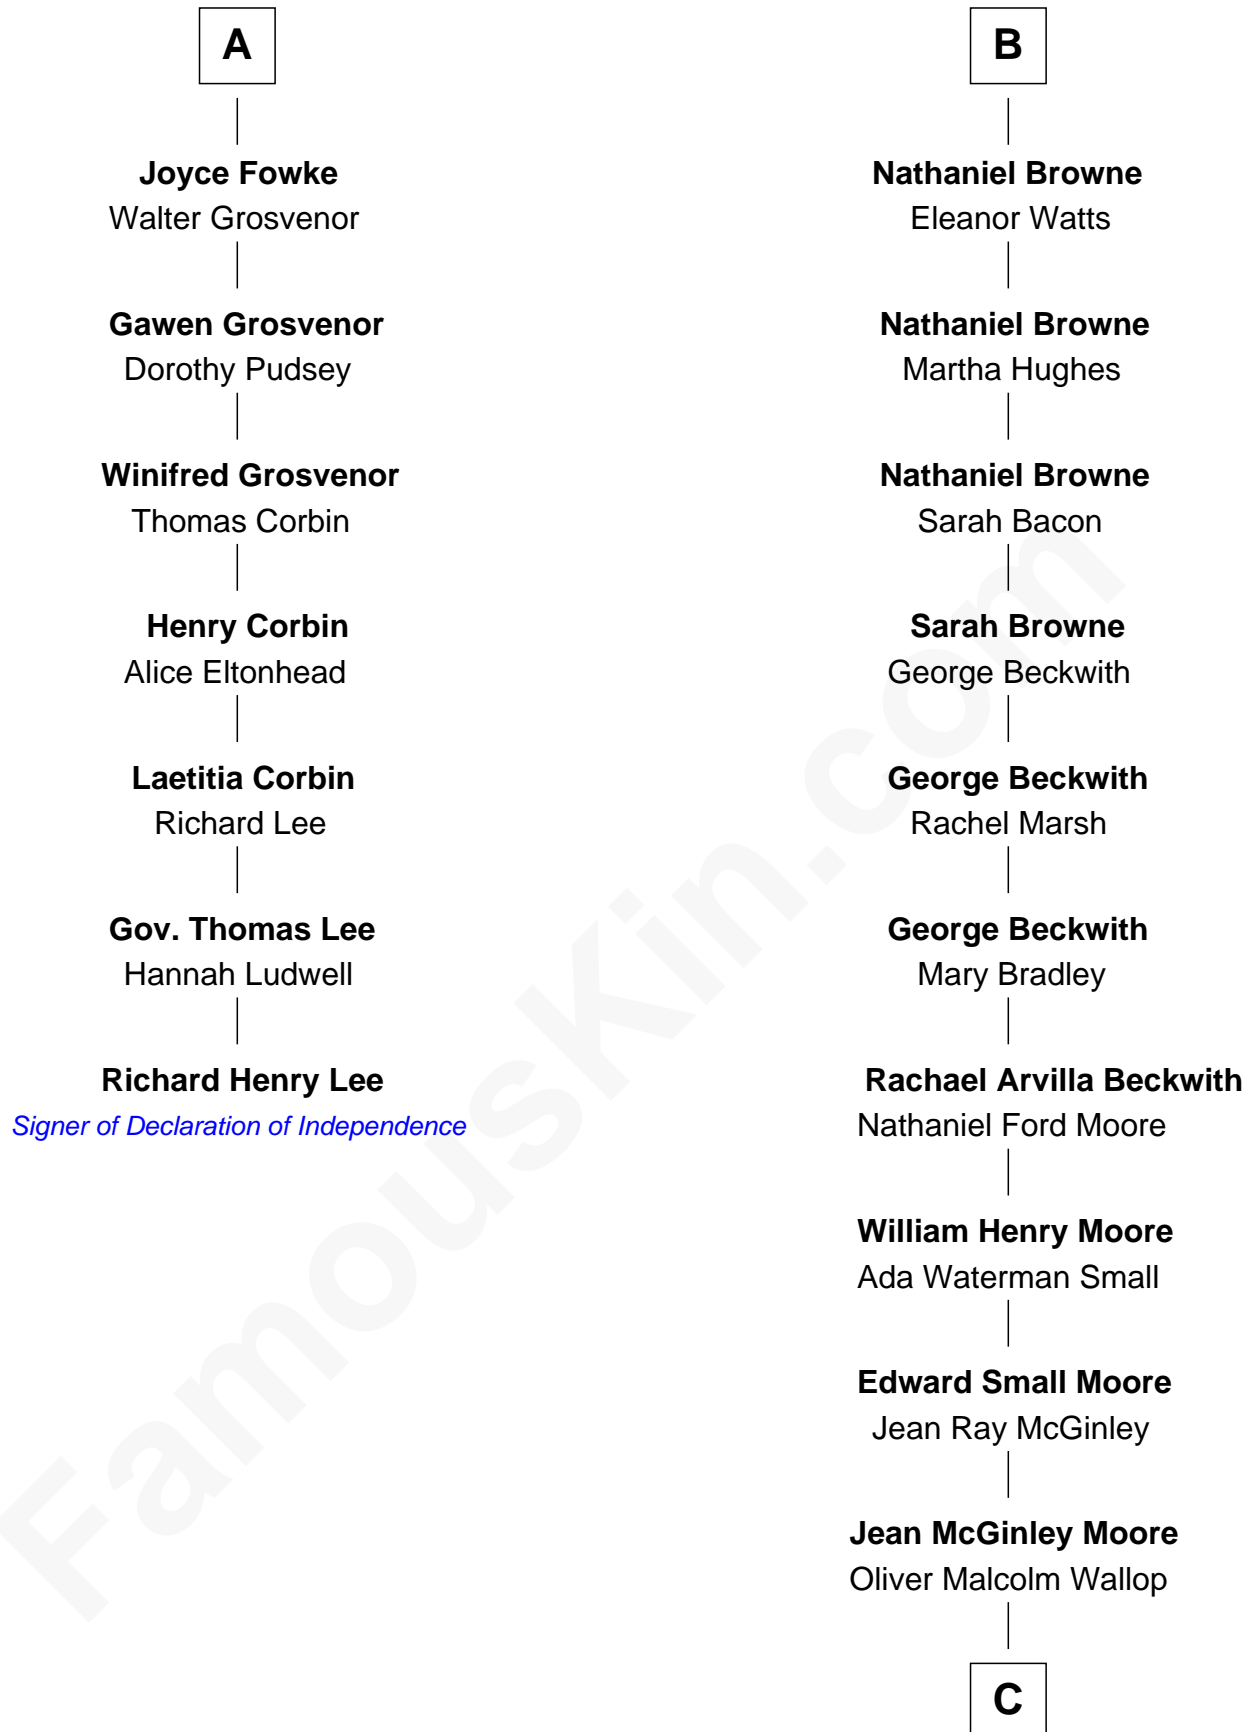 A
Joyce Fowke
Walter Grosvenor
Gawen Grosvenor
Dorothy Pudsey
Winifred Grosvenor
Thomas Corbin
Henry Corbin
Alice Eltonhead
Laetitia Corbin
Richard Lee
Gov. Thomas Lee
Hannah Ludwell
Richard Henry Lee
Signer of Declaration of Independence
B
Nathaniel Browne
Eleanor Watts
Nathaniel Browne
Martha Hughes
Nathaniel Browne
Sarah Bacon
Sarah Browne
George Beckwith
George Beckwith
Rachel Marsh
George Beckwith
Mary Bradley
Rachael Arvilla Beckwith
Nathaniel Ford Moore
William Henry Moore
Ada Waterman Small
Edward Small Moore
Jean Ray McGinley
Jean McGinley Moore
Oliver Malcolm Wallop
C
FamousKin.com